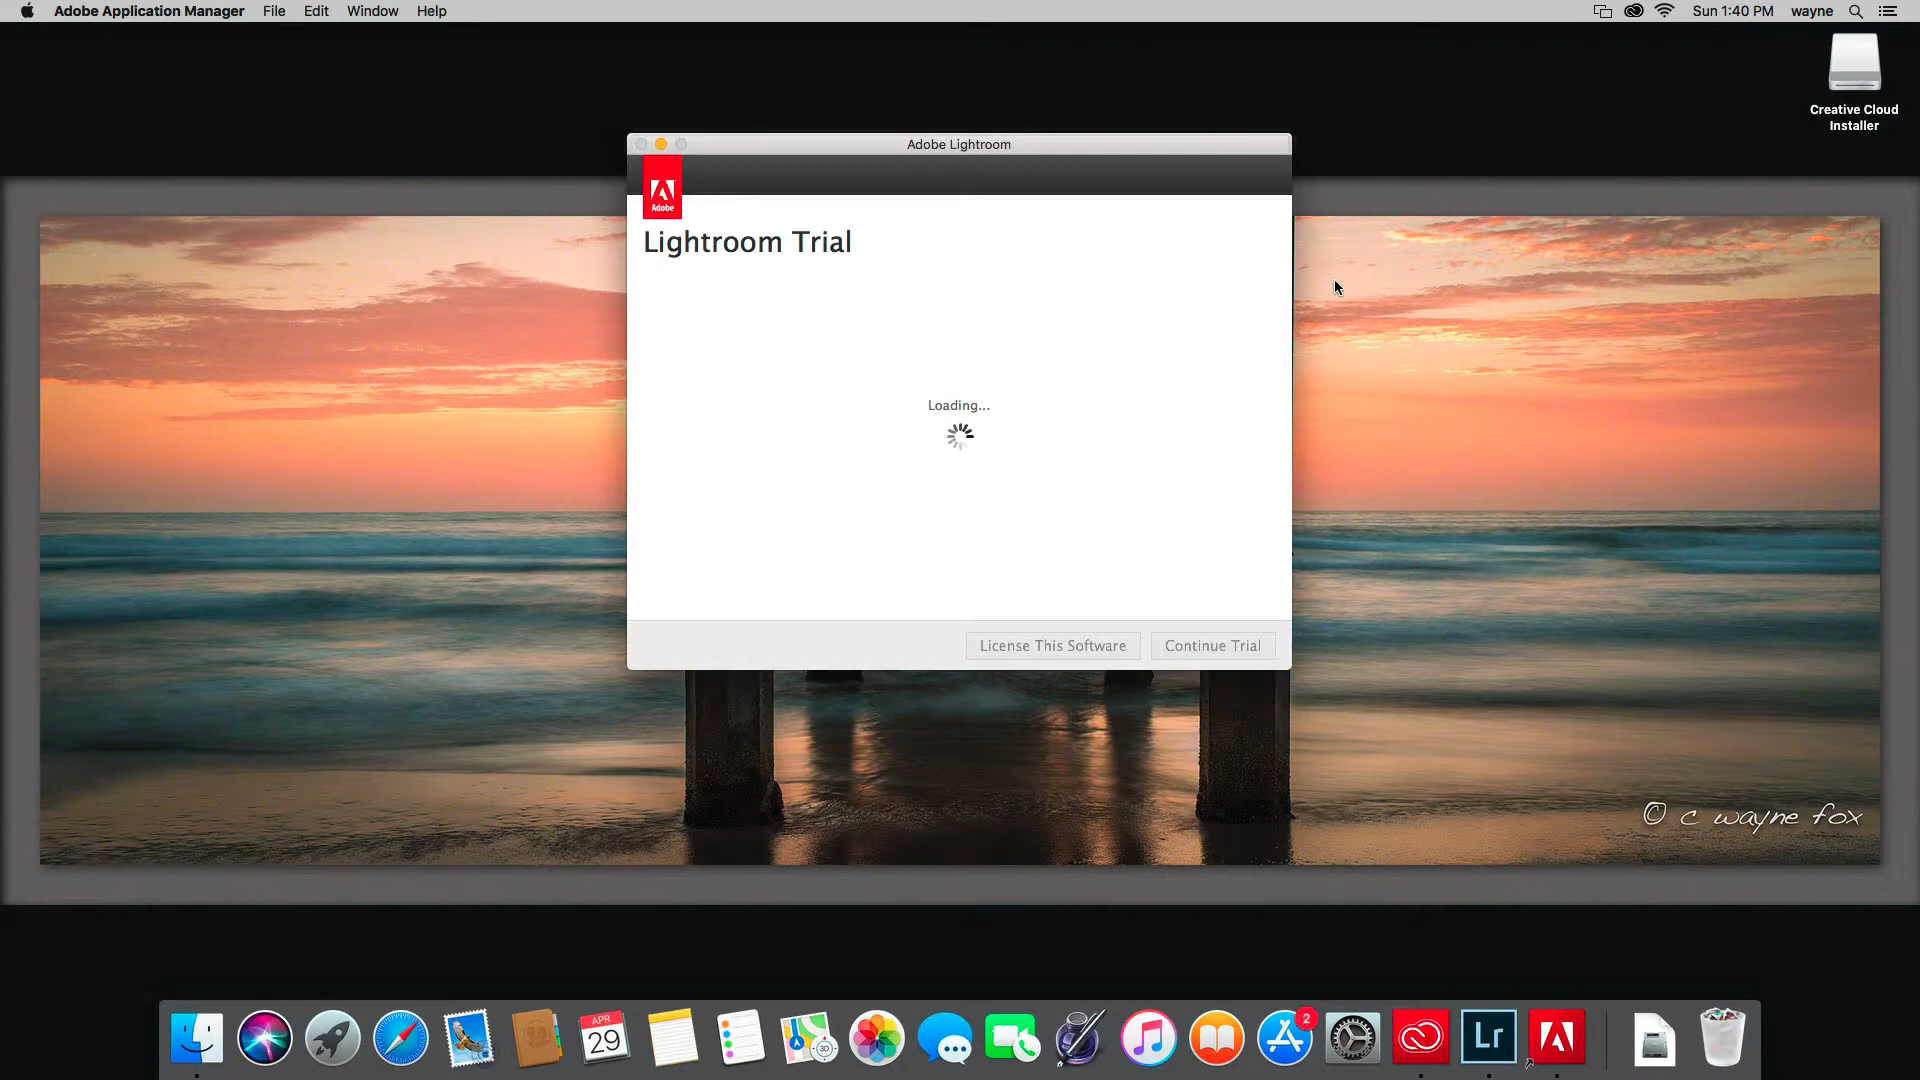 Adobe Application Manager File Edit Window Help
Sun 1:40 PM wayne
Creative Cloud
Installer
Adobe Lightroom
Adobe
Lightroom Trial
Loading...
License This Software Continue Trial
© c wayne fox
APR
29
3D
2
Lr